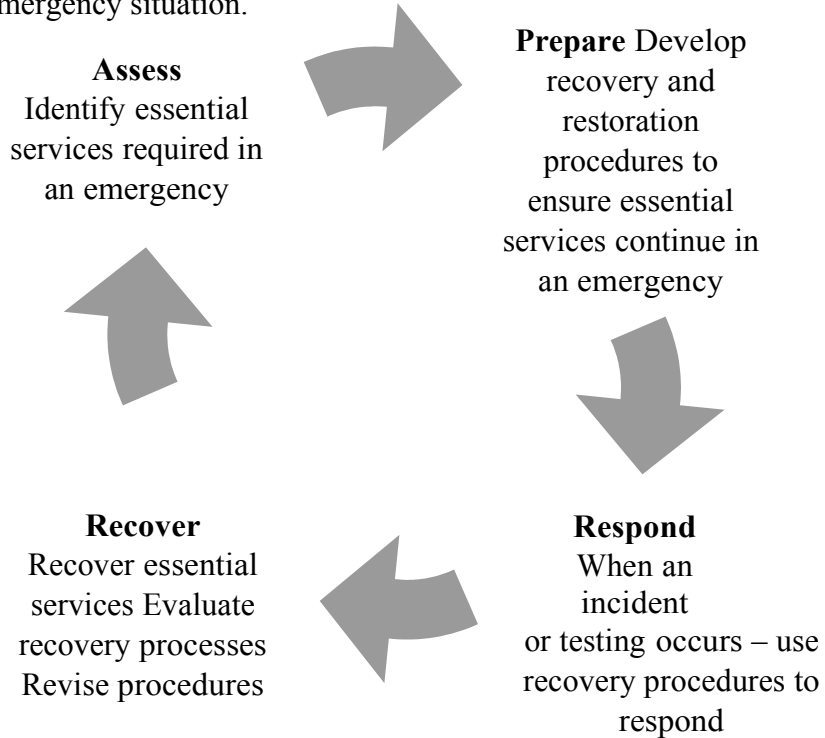 mergency situation.
Assess
Identify essential
services required in
an emergency
Prepare Develop
recovery and
restoration
procedures to
ensure essential
services continue in
an emergency
Respond
When an
incident
or testing occurs – use
recovery procedures to
respond
Recover
Recover essential
services Evaluate
recovery processes
Revise procedures